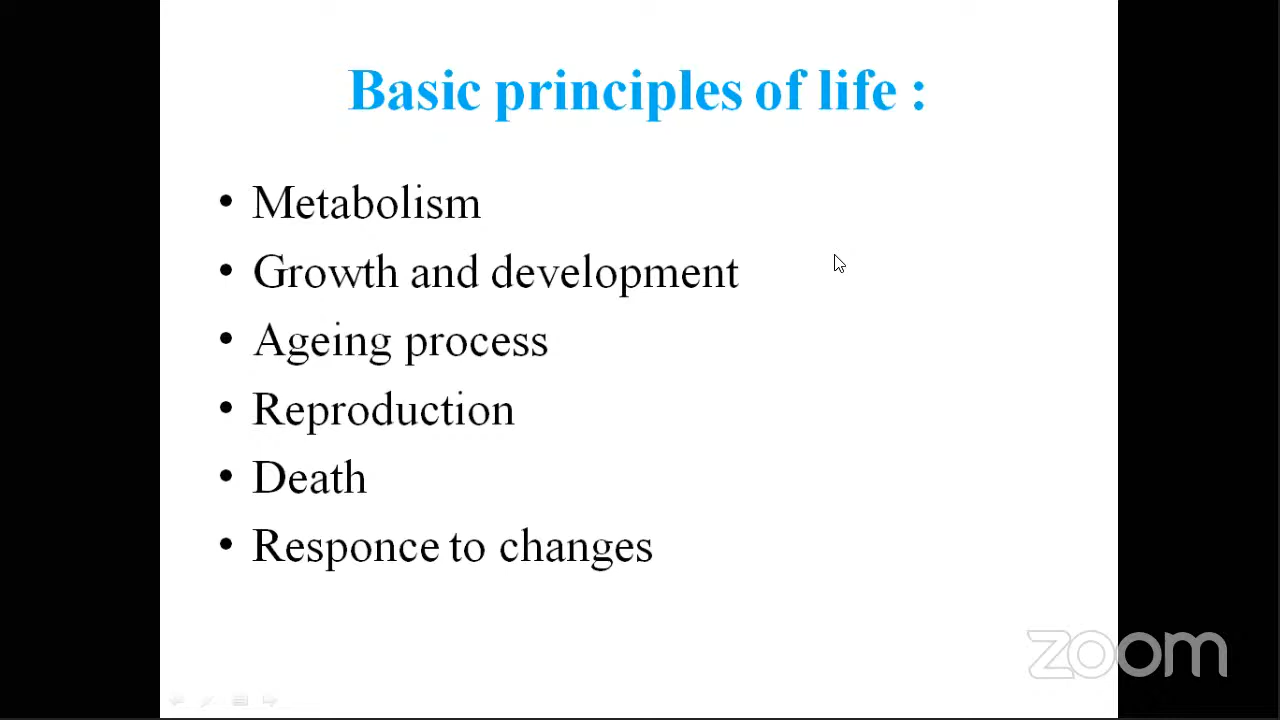 Basic principles of life :
• Metabolism
• Growth and development
• Ageing process
• Reproduction
• Death
• Responce to changes
zoom